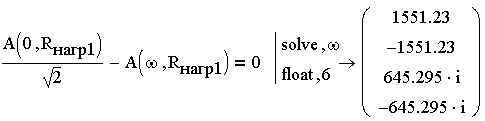 A(0 ,Rнагр1)/√2 − A(ω ,Rнагр1) = 0 | solve ,ω float ,6 →
1551.23
−1551.23
645.295 · i
−645.295 · i